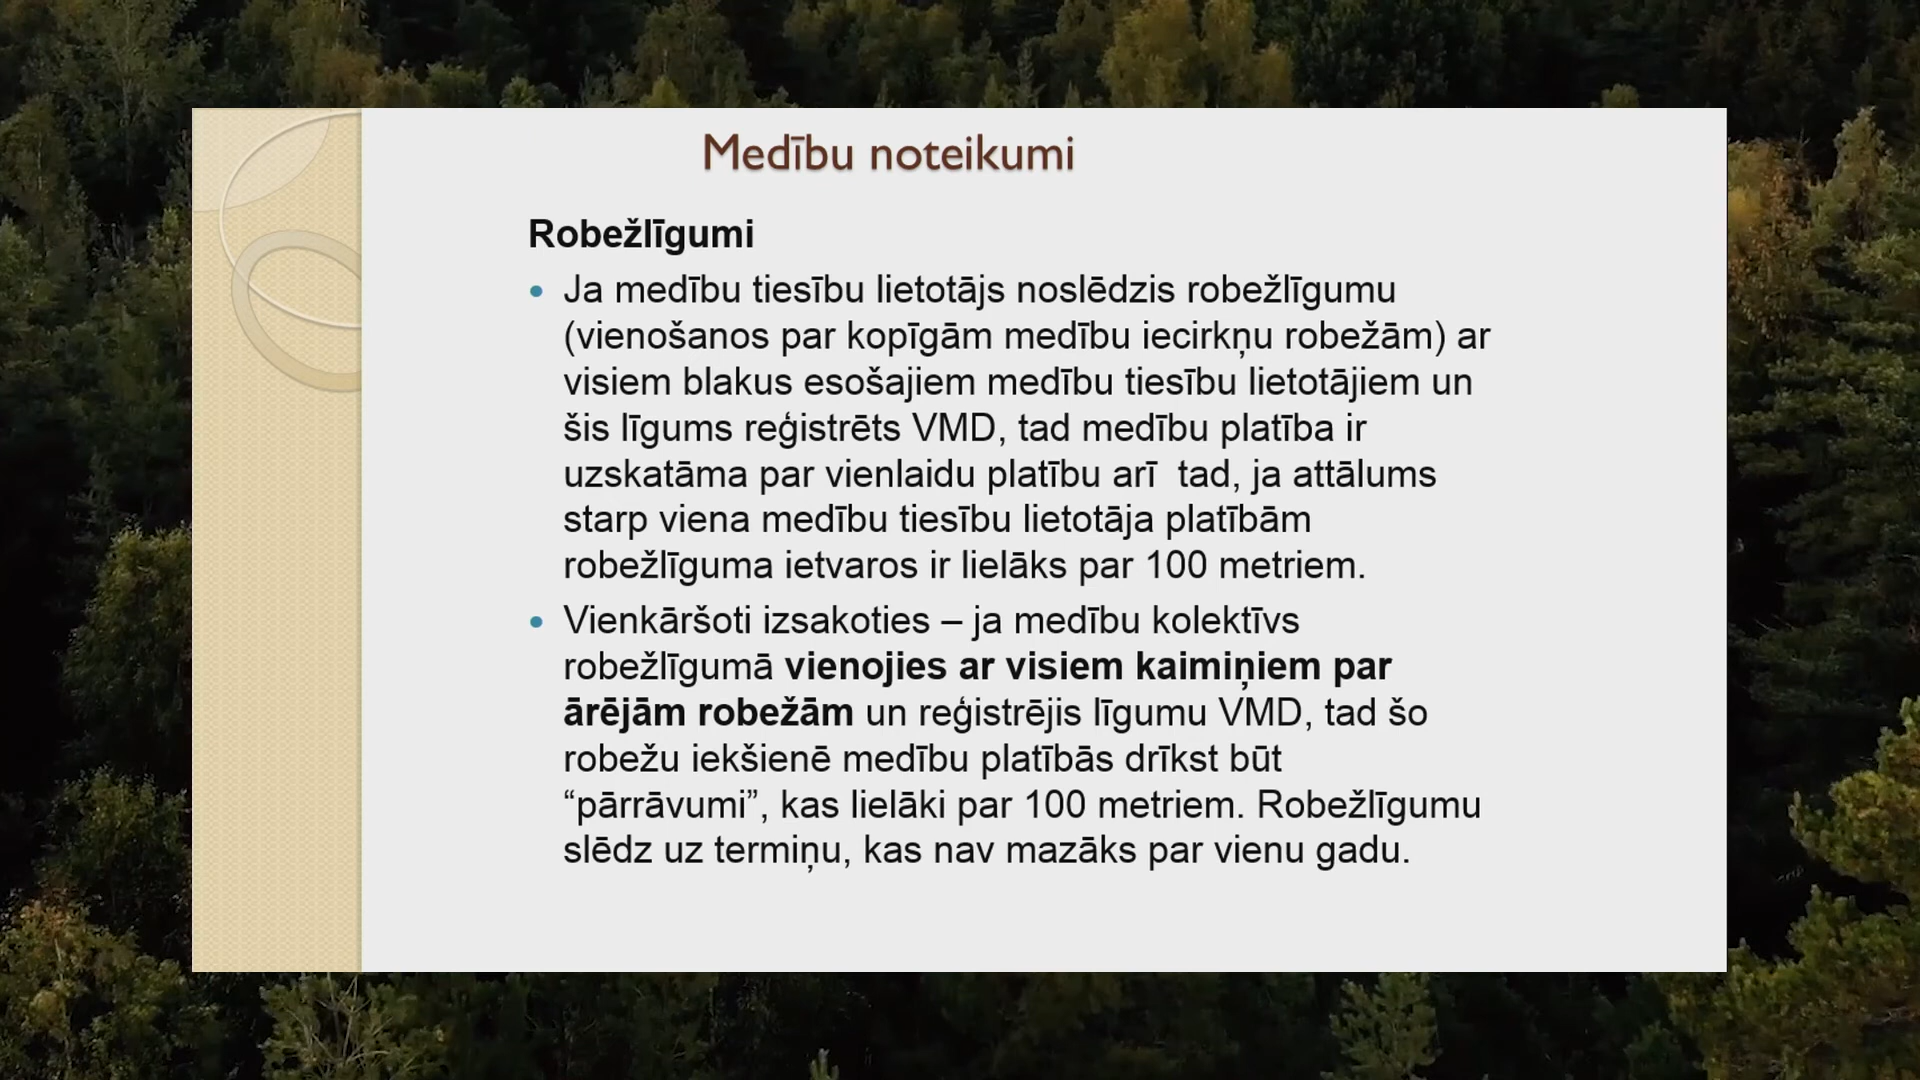 Medību noteikumi
Robežlīgumi
• Ja medību tiesību lietotājs noslēdzis robežlīgumu
(vienošanos par kopīgām medību iecirkņu robežām) ar
visiem blakus esošajiem medību tiesību lietotājiem un
šis līgums reģistrēts VMD, tad medību platība ir
uzskatāma par vienlaidu platību arī  tad, ja attālums
starp viena medību tiesību lietotāja platībām
robežlīguma ietvaros ir lielāks par 100 metriem.
• Vienkāršoti izsakoties – ja medību kolektīvs
robežlīgumā vienojies ar visiem kaimiņiem par
ārējām robežām un reģistrējis līgumu VMD, tad šo
robežu iekšienē medību platībās drīkst būt
“pārrāvumi”, kas lielāki par 100 metriem. Robežlīgumu
slēdz uz termiņu, kas nav mazāks par vienu gadu.